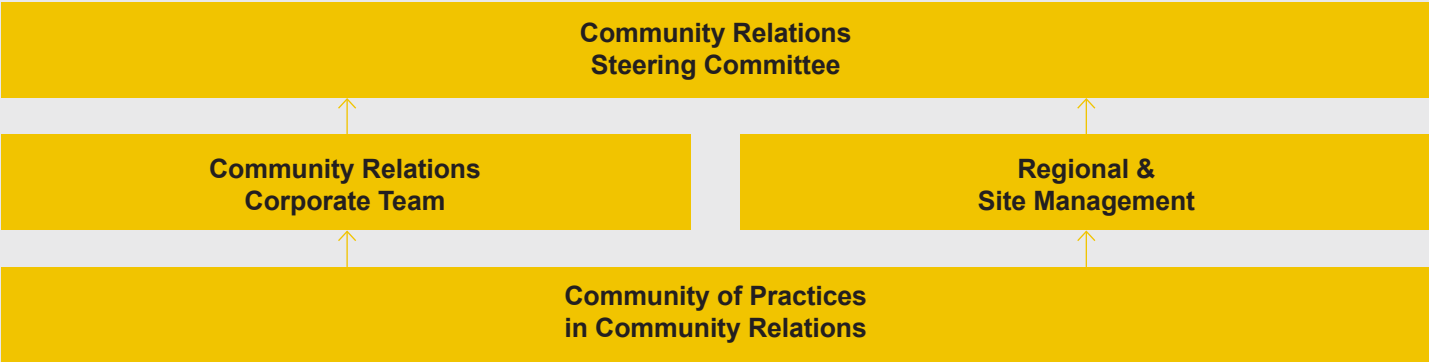 Community Relations
Steering Committee
Community Relations
Corporate Team
Regional &
Site Management
Community of Practices
in Community Relations